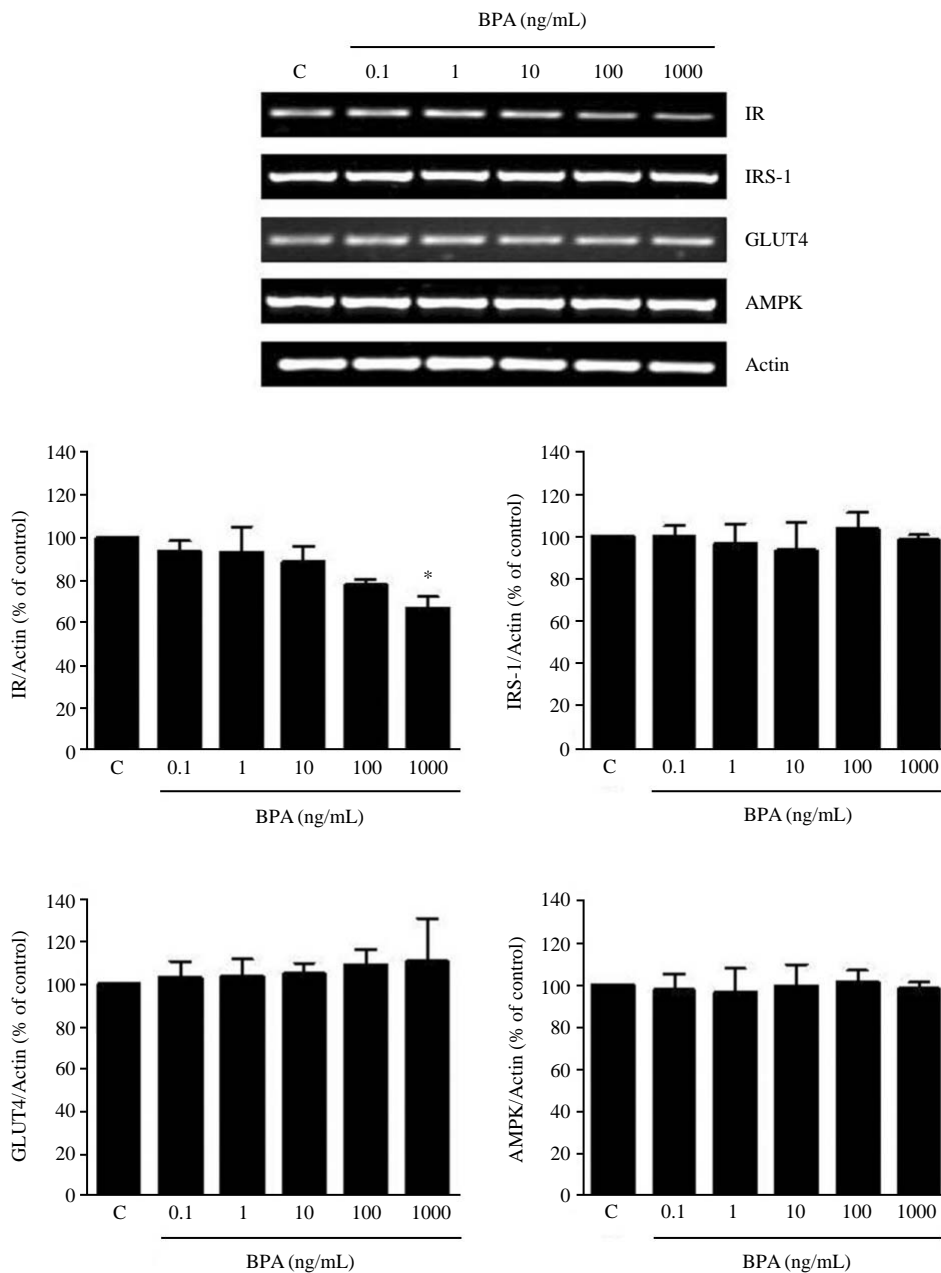 BPA (ng/mL)
C 0.1 1 10 100 1000
IR
IRS-1
GLUT4
AMPK
Actin
IR/Actin (% of control)
140
120
100
80
60
40
20
0
*
C 0.1 1 10 100 1000
BPA (ng/mL)
IRS-1/Actin (% of control)
140
120
100
80
60
40
20
0
C 0.1 1 10 100 1000
BPA (ng/mL)
GLUT4/Actin (% of control)
140
120
100
80
60
40
20
0
C 0.1 1 10 100 1000
BPA (ng/mL)
AMPK/Actin (% of control)
140
120
100
80
60
40
20
0
C 0.1 1 10 100 1000
BPA (ng/mL)